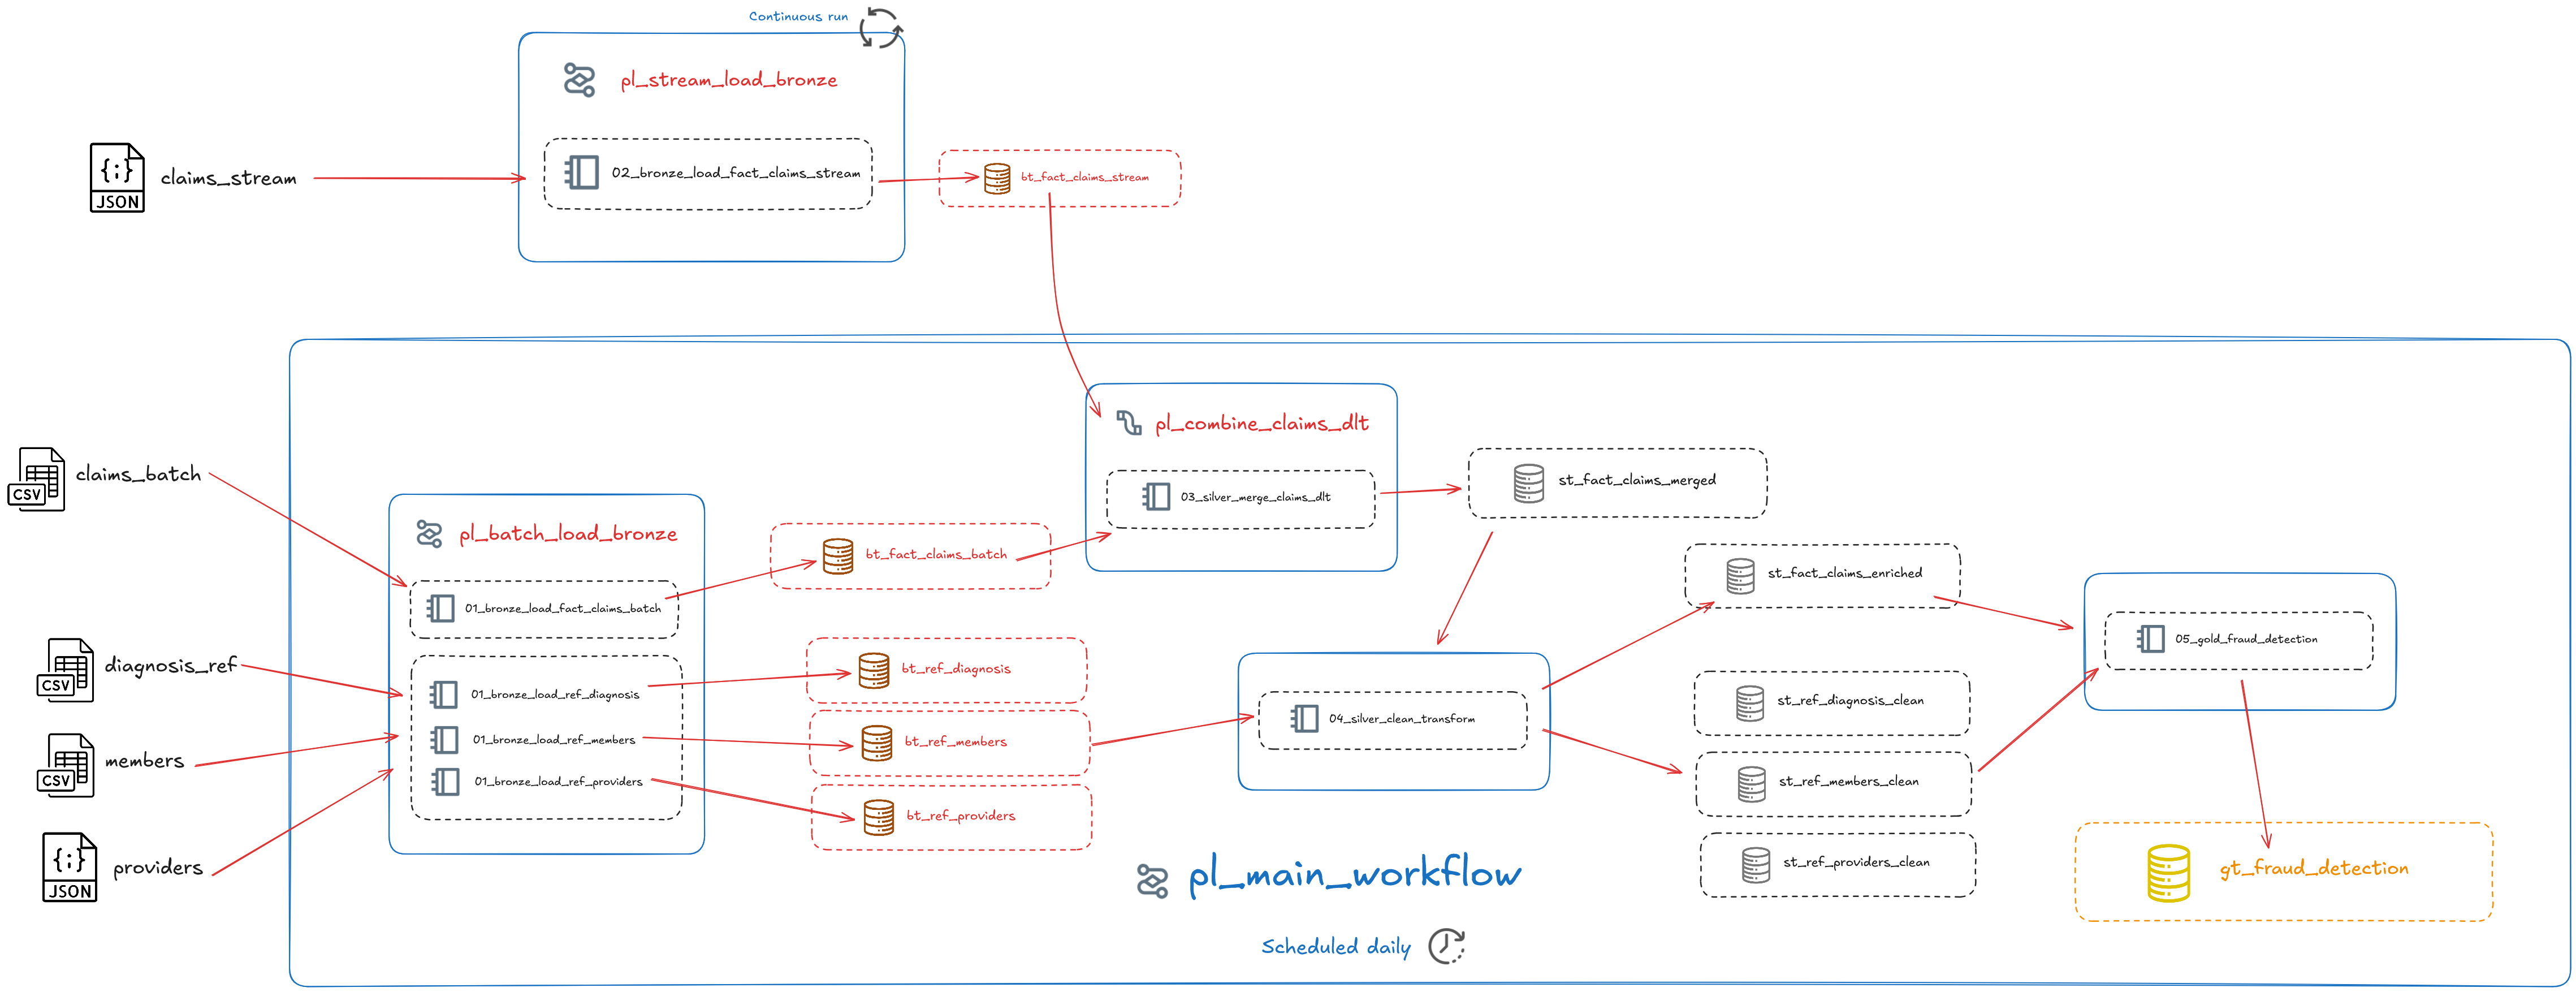 Continuous run
pl_stream_load_bronze
{;}
JSON
claims_stream
02_bronze_load_fact_claims_stream
bt_fact_claims_stream
pl_combine_claims_dlt
03_silver_merge_claims_dlt
st_fact_claims_merged
CSV
claims_batch
pl_batch_load_bronze
01_bronze_load_fact_claims_batch
bt_fact_claims_batch
CSV
diagnosis_ref
01_bronze_load_ref_diagnosis
bt_ref_diagnosis
CSV
members
01_bronze_load_ref_members
bt_ref_members
{;}
JSON
providers
01_bronze_load_ref_providers
bt_ref_providers
04_silver_clean_transform
st_fact_claims_enriched
st_ref_diagnosis_clean
st_ref_members_clean
st_ref_providers_clean
05_gold_fraud_detection
gt_fraud_detection
pl_main_workflow
Scheduled daily